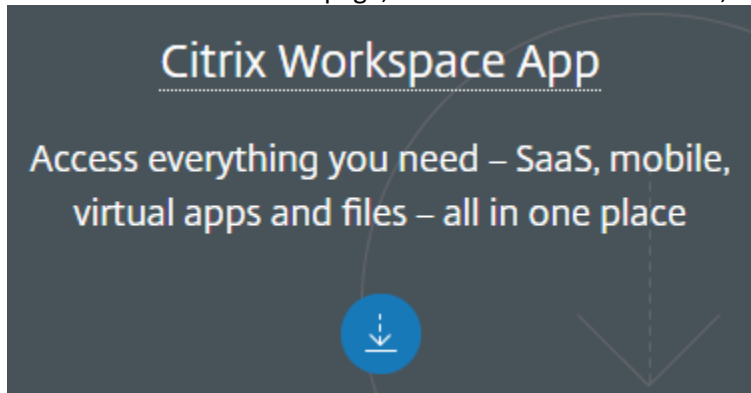 Citrix Workspace App
Access everything you need – SaaS, mobile,
virtual apps and files – all in one place